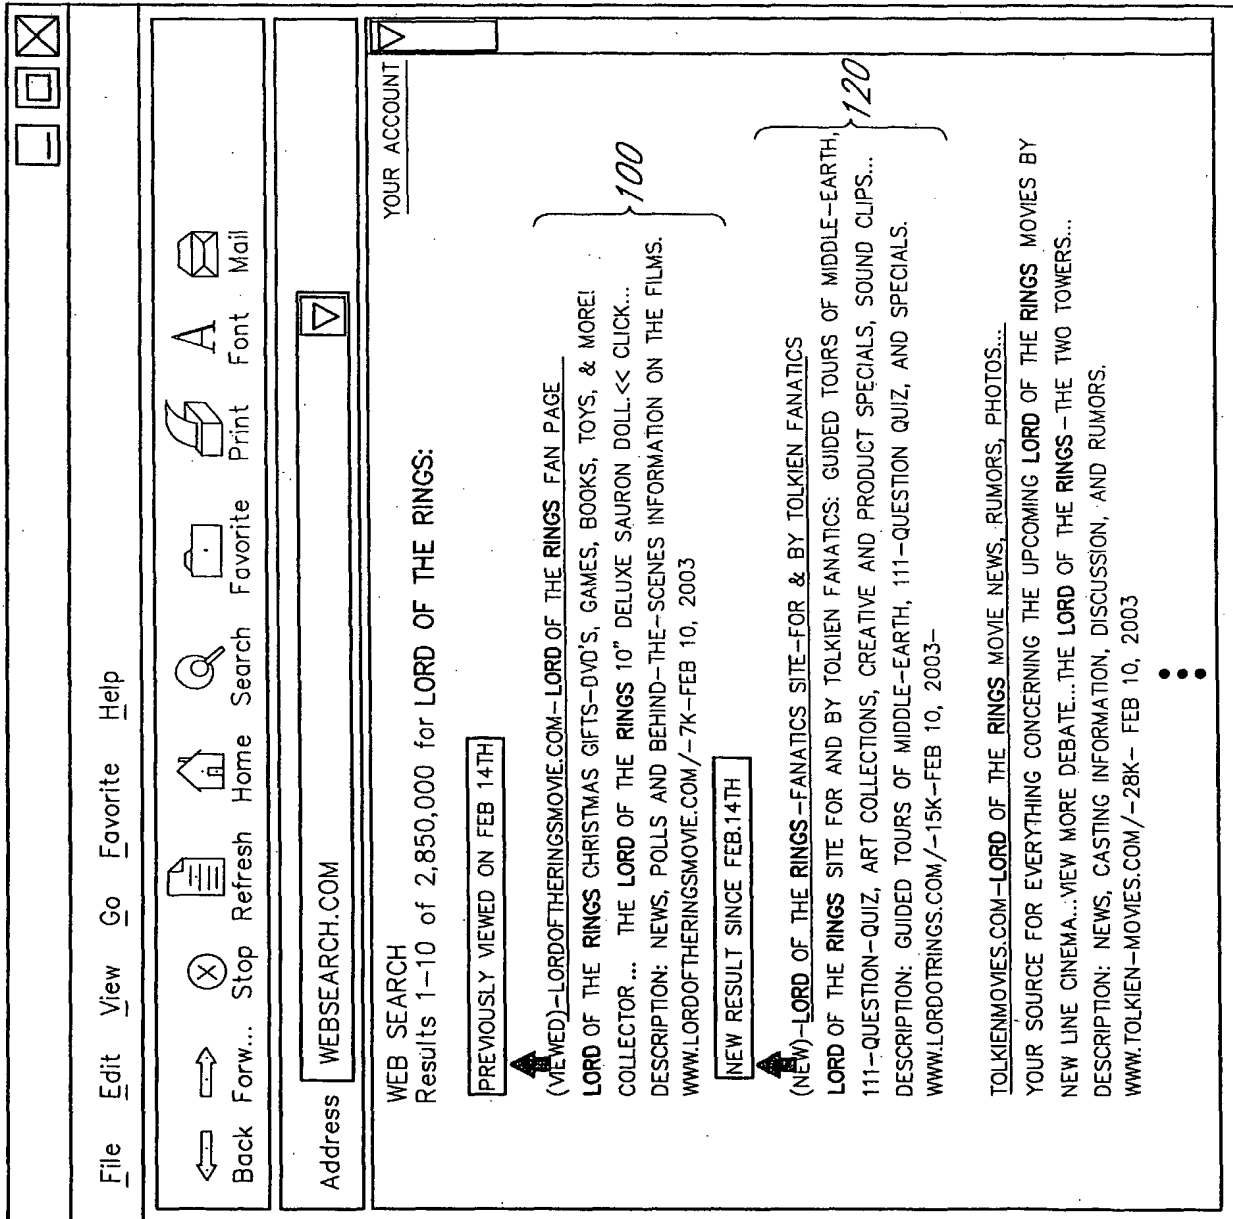 File Edit View Go Favorite Help
Back Forw... Stop Refresh Home Search Favorite Print Font Mail
Address WEBSEARCH.COM
YOUR ACCOUNT
WEB SEARCH
Results 1-10 of 2,850,000 for LORD OF THE RINGS:
PREVIOUSLY VIEWED ON FEB 14TH
(VIEWED)-LORDOFTHERINGSMOVIE.COM-LORD OF THE RINGS FAN PAGE
LORD OF THE RINGS CHRISTMAS GIFTS-DVD'S, GAMES, BOOKS, TOYS, & MORE!
COLLECTOR... THE LORD OF THE RINGS 10" DELUXE SAURON DOLL.<< CLICK...
DESCRIPTION: NEWS, POLLS AND BEHIND-THE-SCENES INFORMATION ON THE FILMS.
WWW.LORDOFTHERINGSMOVIE.COM/-7K-FEB 10, 2003
100
NEW RESULT SINCE FEB.14TH
(NEW)-LORD OF THE RINGS-FANATICS SITE-FOR & BY TOLKIEN FANATICS
LORD OF THE RINGS SITE FOR AND BY TOLKIEN FANATICS: GUIDED TOURS OF MIDDLE-EARTH,
111-QUESTION-QUIZ, ART COLLECTIONS, CREATIVE AND PRODUCT SPECIALS, SOUND CLIPS...
DESCRIPTION: GUIDED TOURS OF MIDDLE-EARTH, 111-QUESTION QUIZ, AND SPECIALS.
WWW.LORDOTRINGS.COM/-15K-FEB 10, 2003-
120
TOLKIENMOVIES.COM-LORD OF THE RINGS MOVIE NEWS, RUMORS, PHOTOS...
YOUR SOURCE FOR EVERYTHING CONCERNING THE UPCOMING LORD OF THE RINGS MOVIES BY
NEW LINE CINEMA...VIEW MORE DEBATE...THE LORD OF THE RINGS-THE TWO TOWERS...
DESCRIPTION: NEWS, CASTING INFORMATION, DISCUSSION, AND RUMORS.
WWW.TOLKIEN-MOVIES.COM/-28K- FEB 10, 2003